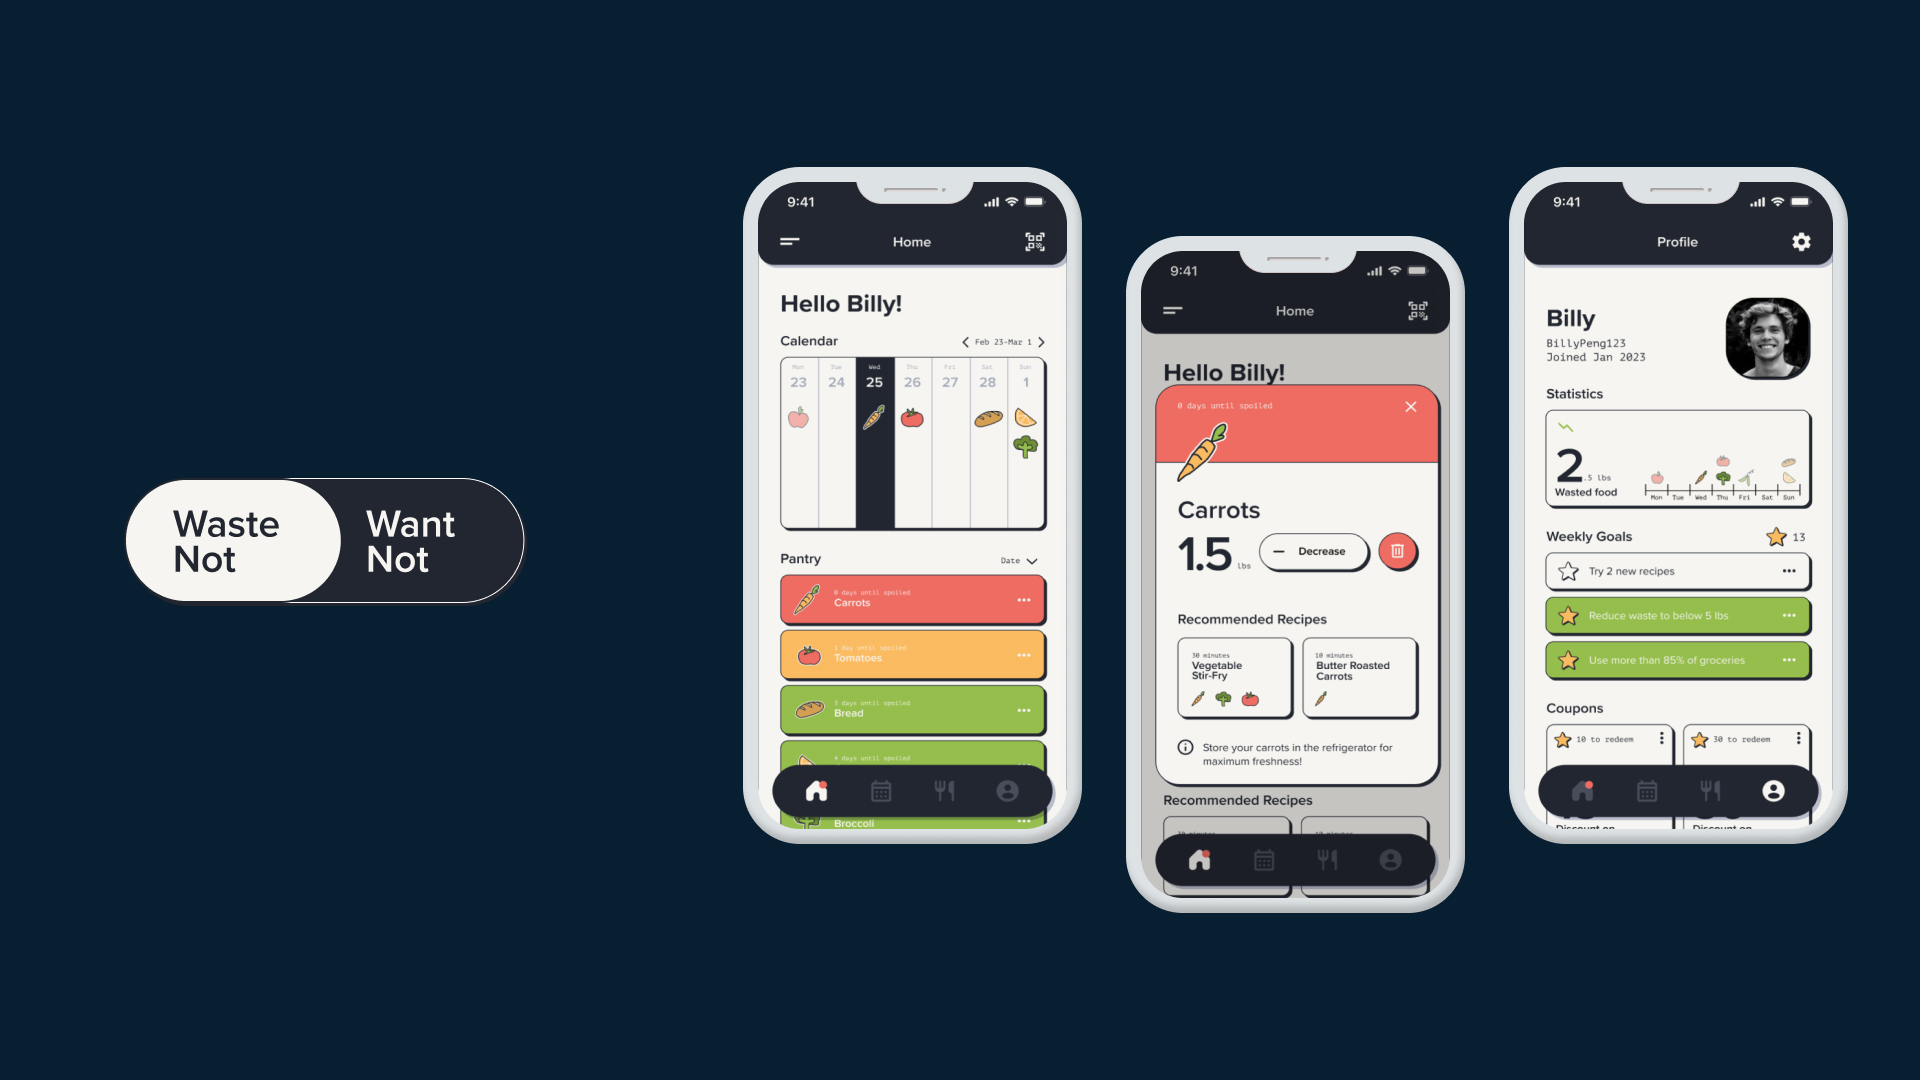 Waste
Not
Want
Not
9:41
Home
Hello Billy!
Calendar
Feb 23-Mar 1
Mon
Tue
Wed
Thu
Fri
Sat
Sun
23
24
25
26
27
28
1
Pantry
Date
0 days until spoiled
Carrots
1 day until spoiled
Tomatoes
3 days until spoiled
Bread
4 days until spoiled
Broccoli
9:41
Home
Hello Billy!
0 days until spoiled
Carrots
1.5 lbs
Decrease
Recommended Recipes
30 minutes
Vegetable
Stir-Fry
10 minutes
Butter Roasted
Carrots
Store your carrots in the refrigerator for
maximum freshness!
Recommended Recipes
30 minutes
10 minutes
9:41
Profile
Billy
BillyPeng123
Joined Jan 2023
Statistics
2.5 lbs
Wasted food
Mon Tue Wed Thu Fri Sat Sun
Weekly Goals
13
Try 2 new recipes
Reduce waste to below 5 lbs
Use more than 85% of groceries
Coupons
10 to redeem
30 to redeem
Discount on
Discount on